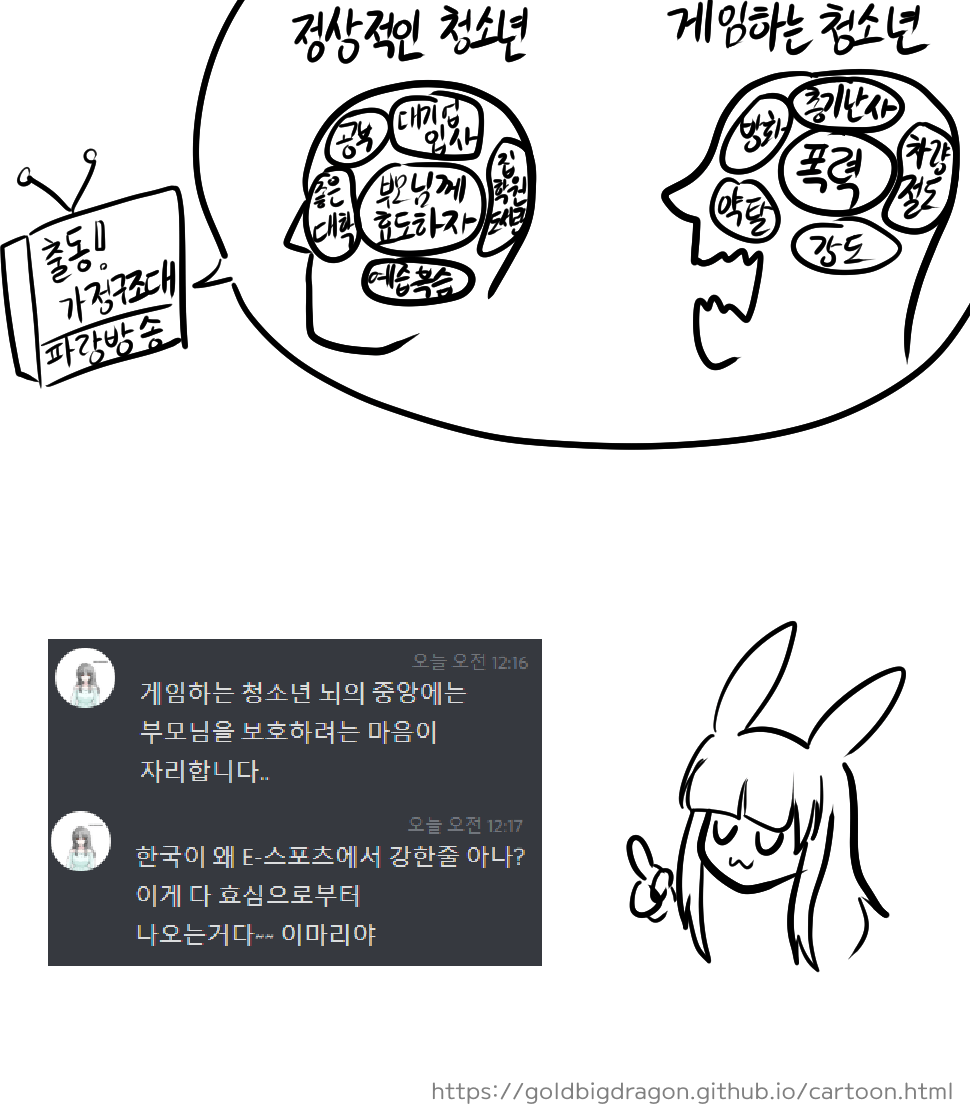 정상적인 청소년
게임하는 청소년
공부
대기업
입사
좋은
대학
부모님께
효도하자
집
학원
도서관
예습복습
방화
총기난사
폭력
차량
절도
약탈
강도
출동!
가정구조대
파랑방송
오늘 오전 12:16
게임하는 청소년 뇌의 중앙에는
부모님을 보호하려는 마음이
자리합니다..
오늘 오전 12:17
한국이 왜 E-스포츠에서 강한줄 아나?
이게 다 효심으로부터
나오는거다~~ 이마리야
https://goldbigdragon.github.io/cartoon.html